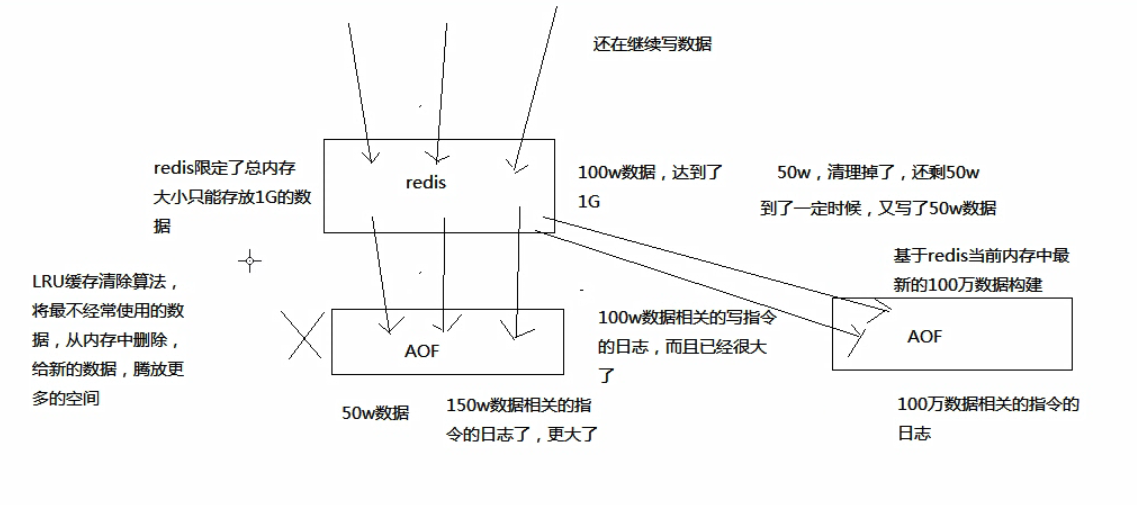 还在继续写数据
redis限定了总内存
大小只能存放1G的数
据
redis
100w数据，达到了
1G
50w，清理掉了，还剩50w
到了一定时候，又写了50w数据
LRU缓存清除算法，
将最不经常使用的数
据，从内存中删除，
给新的数据，腾放更
多的空间
AOF
100w数据相关的写指令
的日志，而且已经很大
了
50w数据
150w数据相关的指
令的日志了，更大了
基于redis当前内存中最
新的100万数据构建
AOF
100万数据相关的指令的
日志